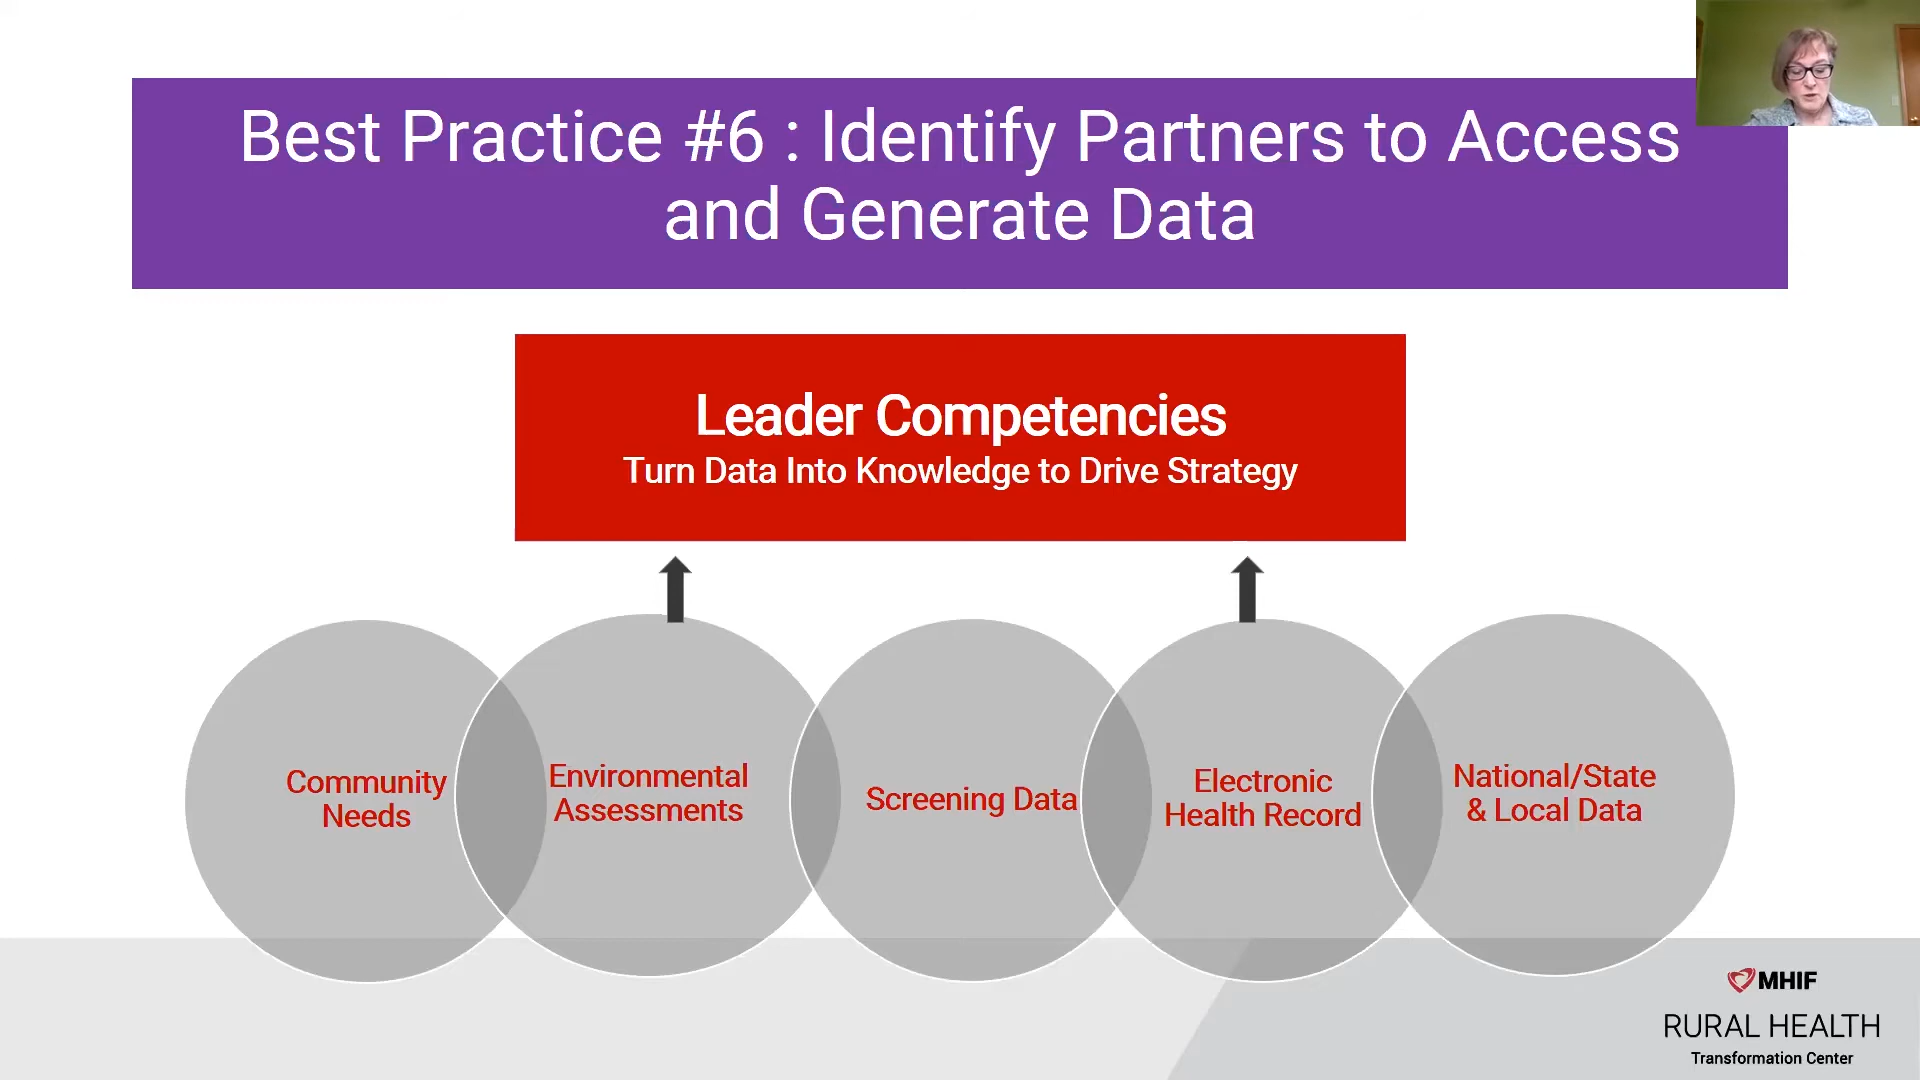 Best Practice #6 : Identify Partners to Access
and Generate Data
Leader Competencies
Turn Data Into Knowledge to Drive Strategy
Community
Needs
Environmental
Assessments
Screening Data
Electronic
Health Record
National/State
& Local Data
MHIF
RURAL HEALTH
Transformation Center